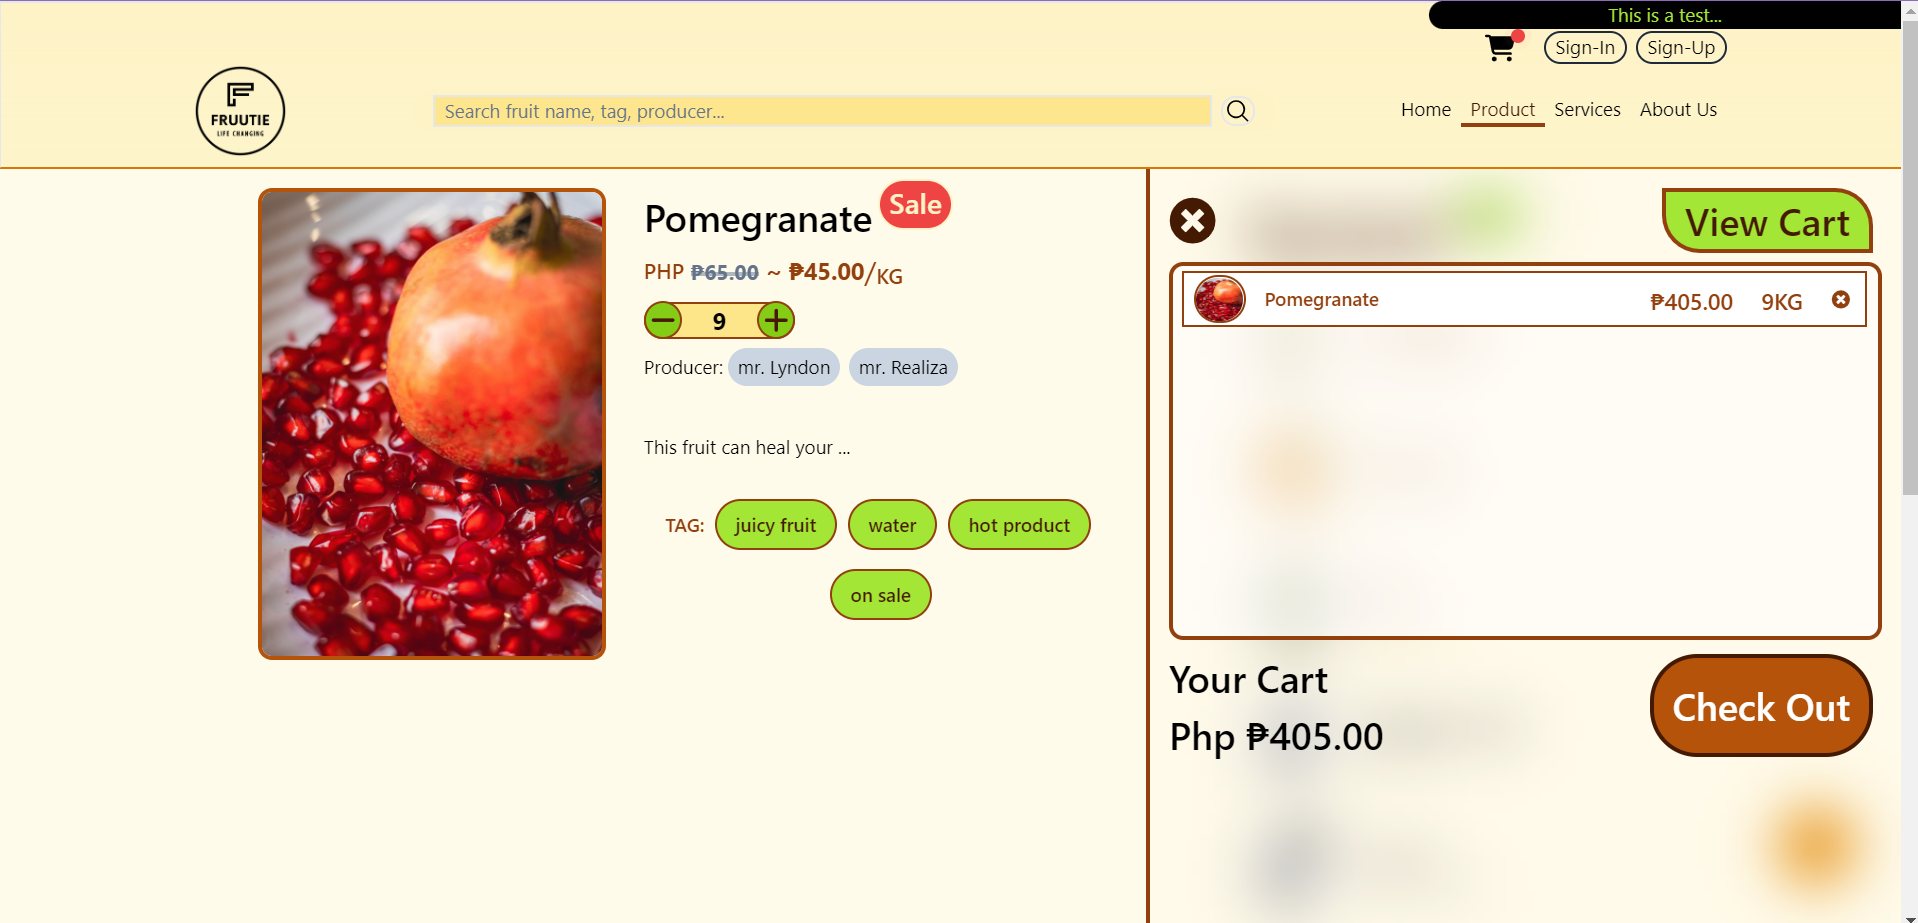 This is a test...
Sign-In Sign-Up
FRUUTIE
LIFE CHANGING
Search fruit name, tag, producer...
Home Product Services About Us
Pomegranate Sale
PHP ₱65.00 ~ ₱45.00/KG
9
Producer: mr. Lyndon mr. Realiza
This fruit can heal your ...
TAG: juicy fruit water hot product
on sale
View Cart
Pomegranate ₱405.00 9KG
Your Cart
Php ₱405.00
Check Out